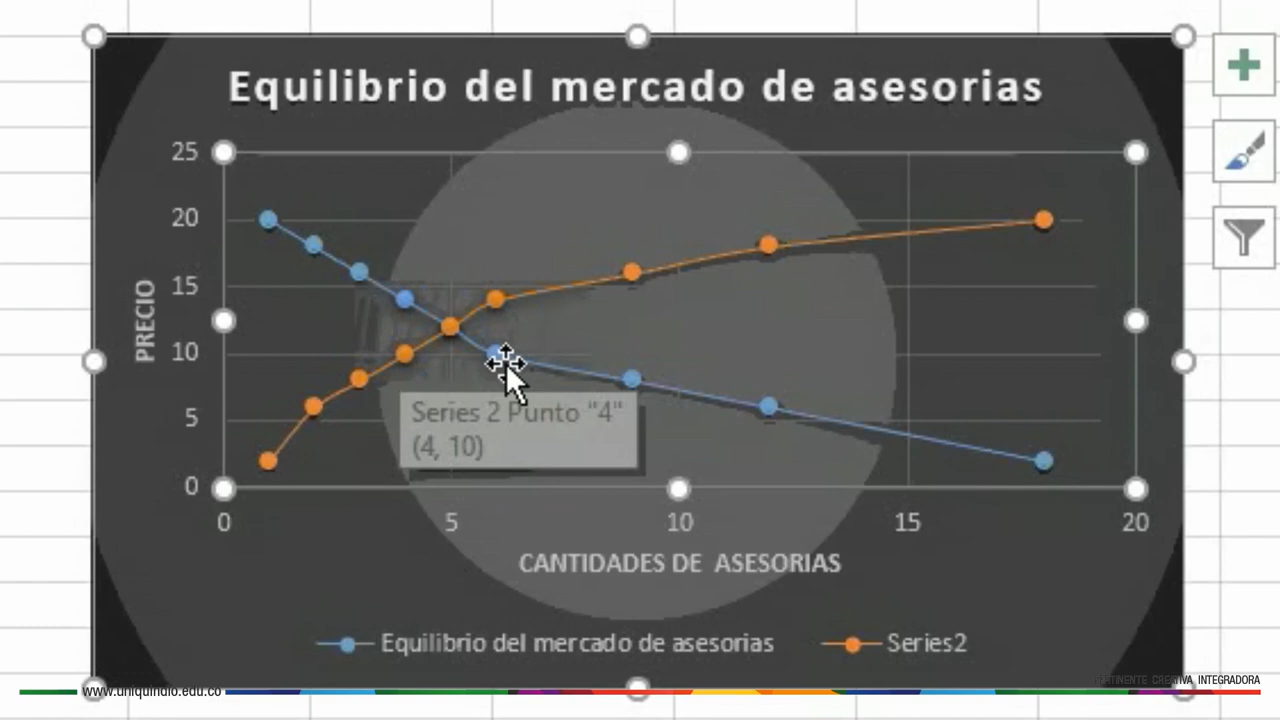 Equilibrio del mercado de asesorias
25
20
15
10
5
0
PRECIO
Series 2 Punto "4"
(4, 10)
0 5 10 15 20
CANTIDADES DE ASESORIAS
Equilibrio del mercado de asesorias Series2
www.uniquindio.edu.co
CREATIVA INTEGRADORA